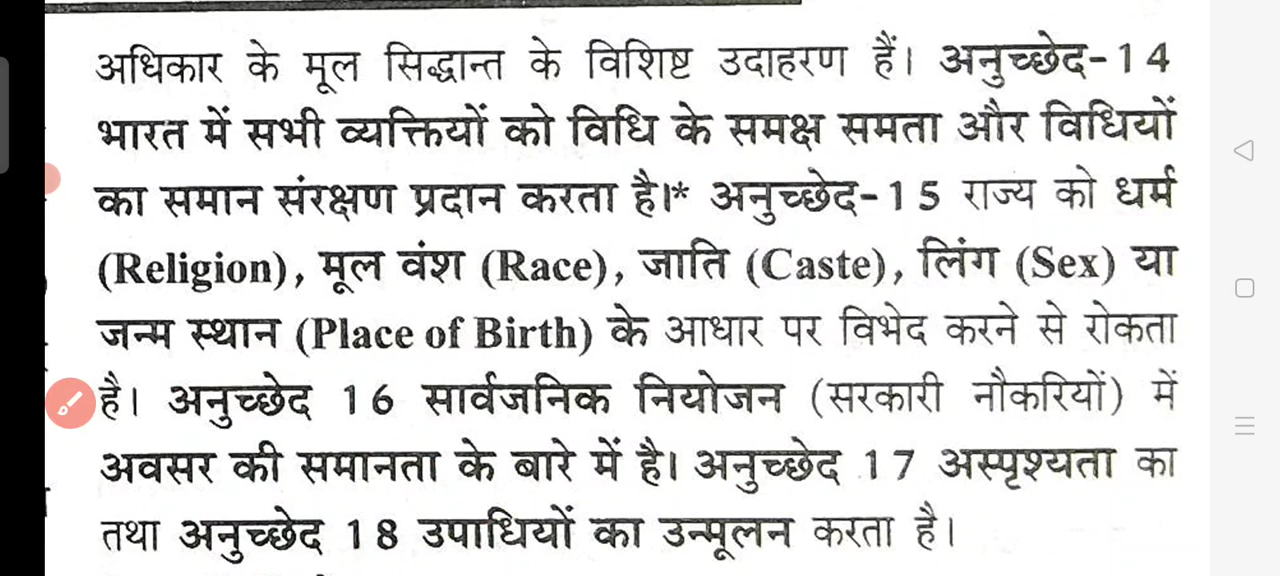 अधिकार के मूल सिद्धान्त के विशिष्ट उदाहरण हैं। अनुच्छेद-14
भारत में सभी व्यक्तियों को विधि के समक्ष समता और विधियों
का समान संरक्षण प्रदान करता है।* अनुच्छेद-15 राज्य को धर्म
(Religion), मूल वंश (Race), जाति (Caste), लिंग (Sex) या
जन्म स्थान (Place of Birth) के आधार पर विभेद करने से रोकता
है। अनुच्छेद 16 सार्वजनिक नियोजन (सरकारी नौकरियों) में
अवसर की समानता के बारे में है। अनुच्छेद 17 अस्पृश्यता का
तथा अनुच्छेद 18 उपाधियों का उन्मूलन करता है।